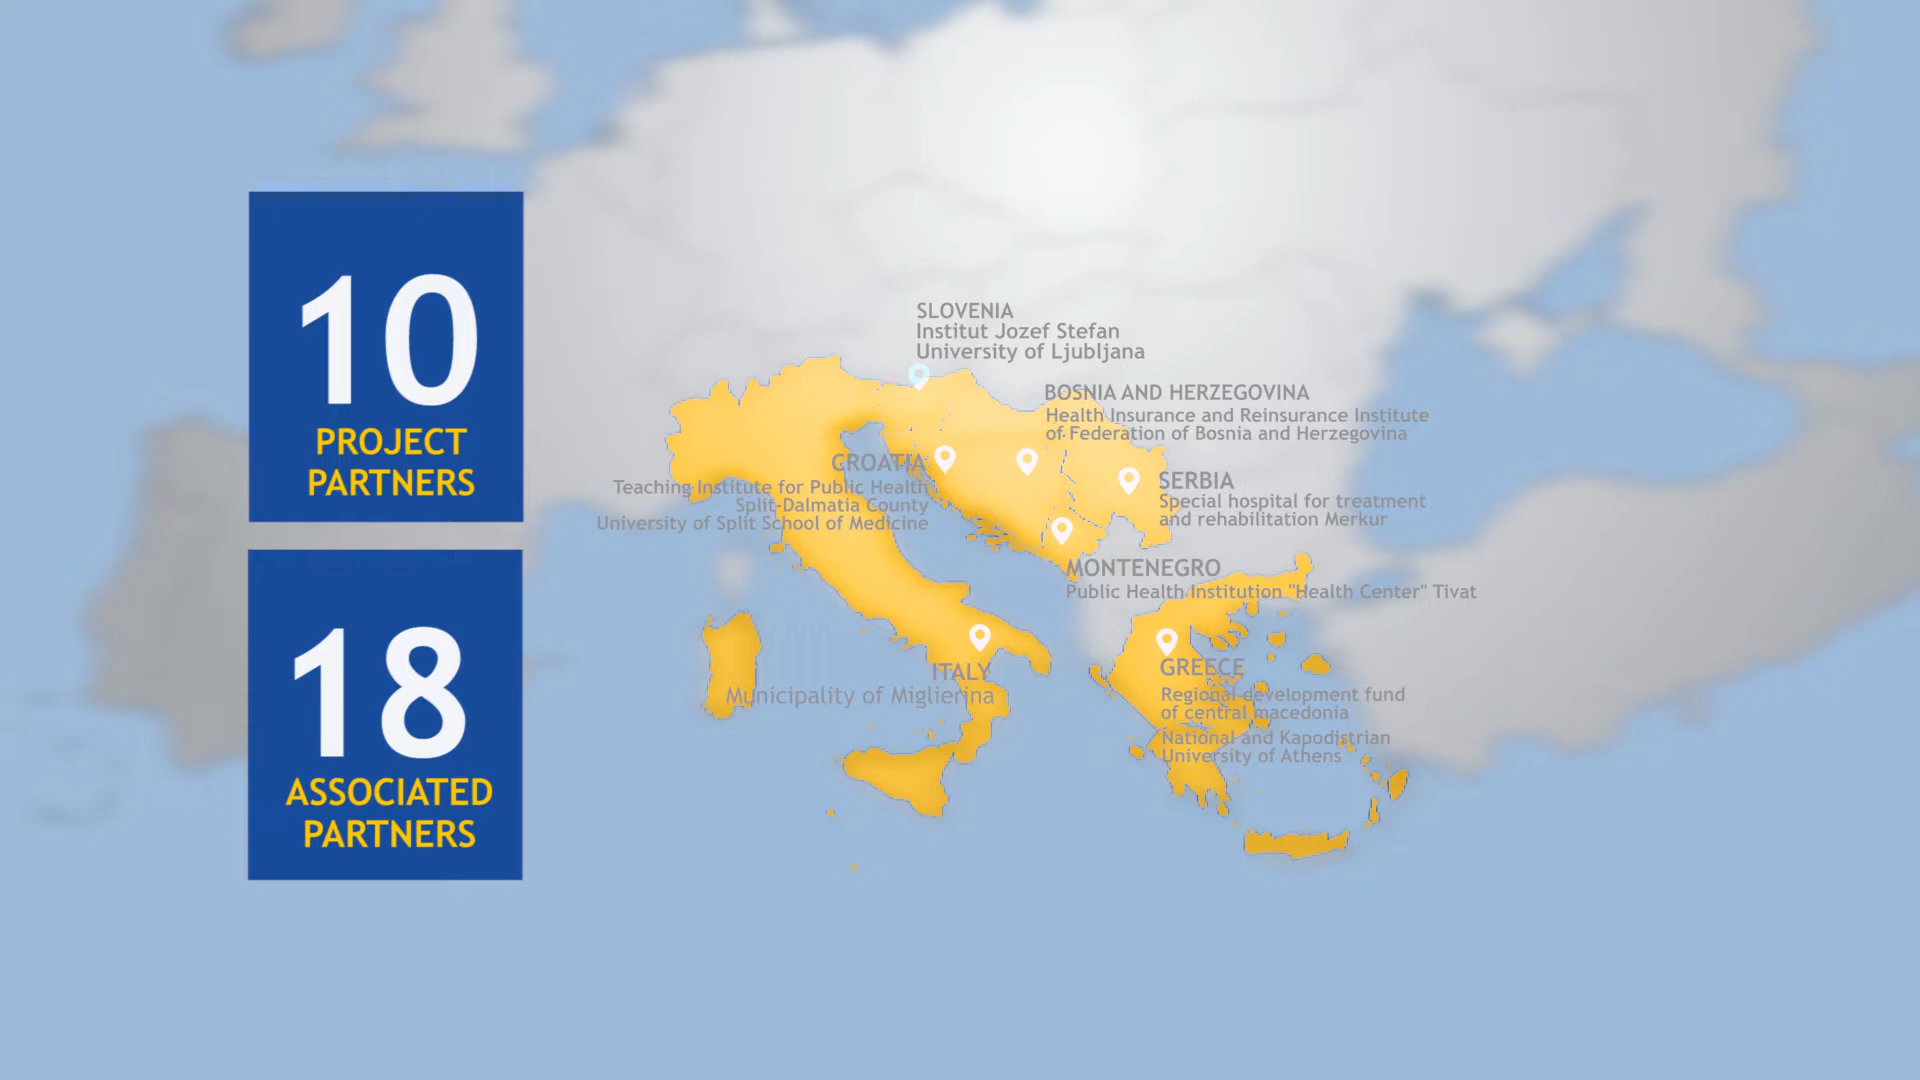 10
PROJECT
PARTNERS
18
ASSOCIATED
PARTNERS
SLOVENIA
Institut Jozef Stefan
University of Ljubljana
BOSNIA AND HERZEGOVINA
Health Insurance and Reinsurance Institute
of Federation of Bosnia and Herzegovina
CROATIA
Teaching Institute for Public Health
Split-Dalmatia County
University of Split School of Medicine
SERBIA
Special hospital for treatment
and rehabilitation Merkur
MONTENEGRO
Public Health Institution "Health Center" Tivat
ITALY
Municipality of Miglierina
GREECE
Regional development fund
of central macedonia
National and Kapodistrian
University of Athens